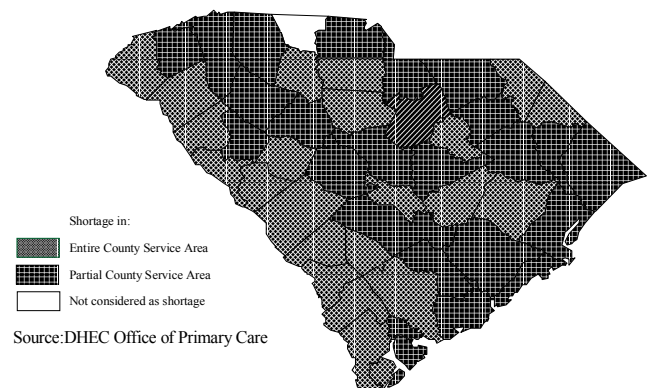 Shortage in:
Entire County Service Area
Partial County Service Area
Not considered as shortage
Source:DHEC Office of Primary Care